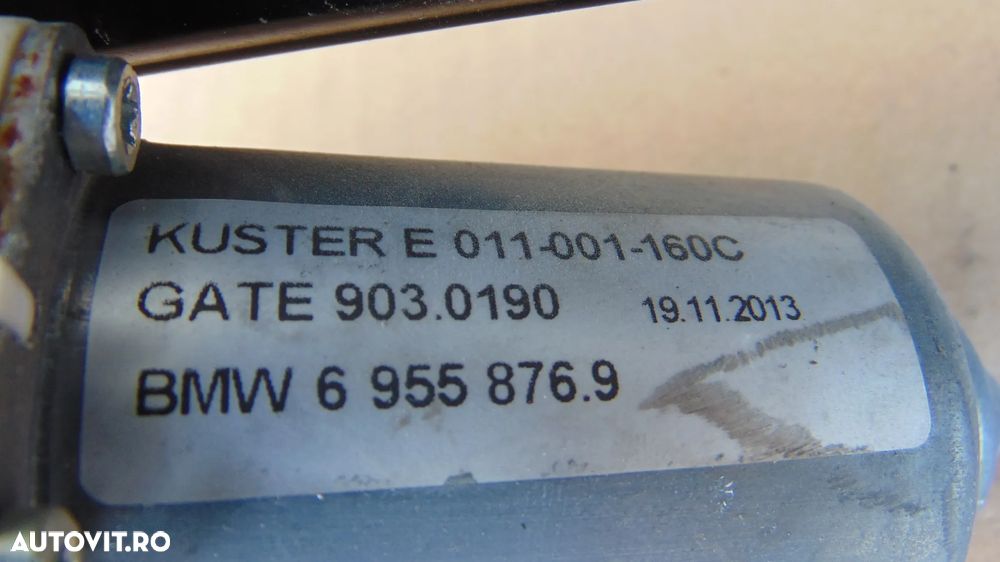 KUSTER E 011-001-160C
GATE 903.0190 19.11.2013
BMW 6 955 876.9
AUTOVIT.RO